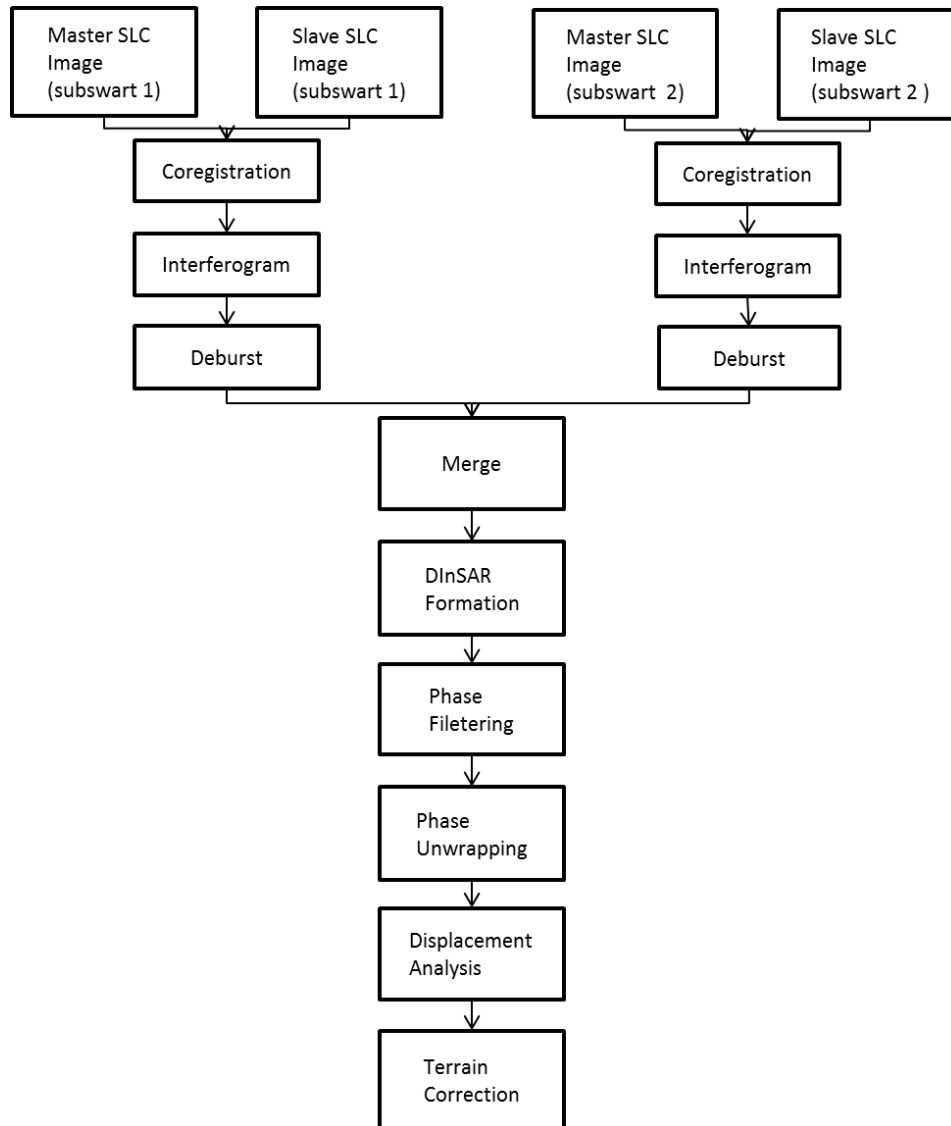 Master SLC
Image
(subswart 1)
Slave SLC
Image
(subswart 1)
Master SLC
Image
(subswart 2)
Slave SLC
Image
(subswart 2 )
Coregistration
Coregistration
Interferogram
Interferogram
Deburst
Deburst
Merge
DInSAR
Formation
Phase
Filetering
Phase
Unwrapping
Displacement
Analysis
Terrain
Correction